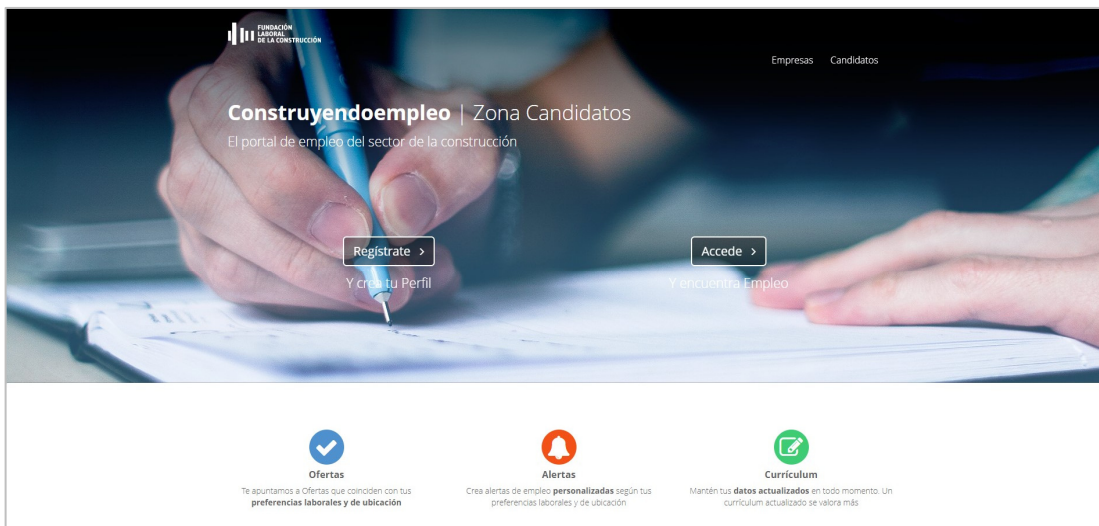 FUNDACIÓN
LABORAL
DE LA CONSTRUCCIÓN
Empresas Candidatos
Construyendoempleo | Zona Candidatos
El portal de empleo del sector de la construcción
Regístrate >
Y crea tu Perfil
Accede >
Y encuentra Empleo
Ofertas
Te apuntamos a Ofertas que coinciden con tus
preferencias laborales y de ubicación
Alertas
Crea alertas de empleo personalizadas según tus
preferencias laborales y de ubicación
Currículum
Mantén tus datos actualizados en todo momento. Un
currículum actualizado se valora más